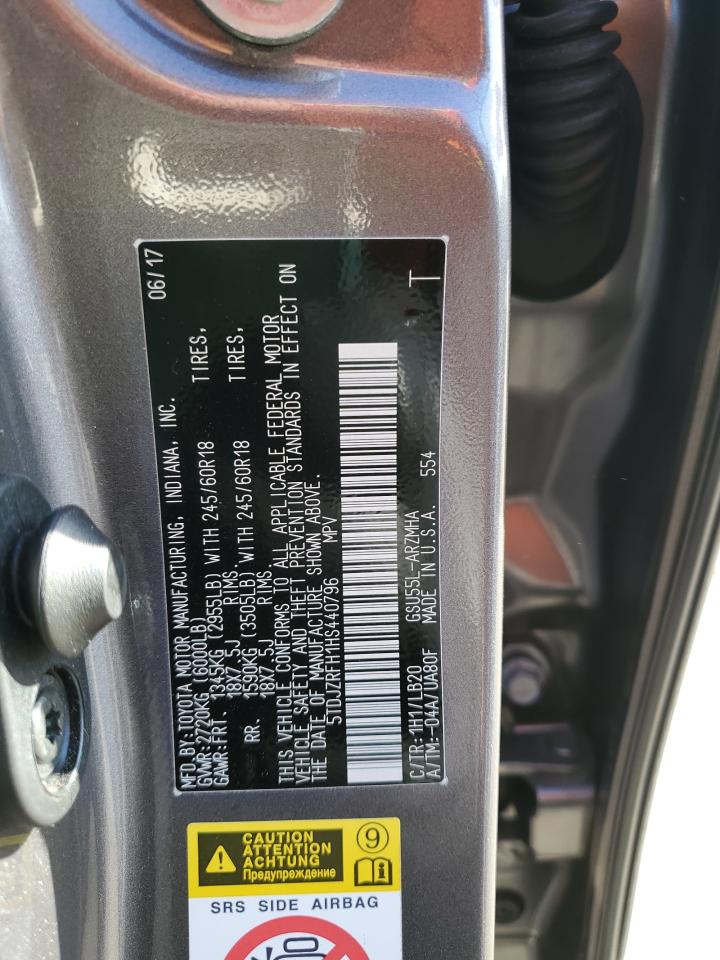 MFD.BY:TOYOTA MOTOR MANUFACTURING, INDIANA, INC. 06/17
GVWR:2720KG (6000LB)
GAWR:FRT. 1345KG (2955LB) WITH 245/60R18 TIRES,
18X7.5J RIMS.
RR. 1590KG (3505LB) WITH 245/60R18 TIRES,
18X7.5J RIMS.
THIS VEHICLE CONFORMS TO ALL APPLICABLE FEDERAL MOTOR
VEHICLE SAFETY AND THEFT PREVENTION STANDARDS IN EFFECT ON
THE DATE OF MANUFACTURE SHOWN ABOVE.
5TDJZRFH1HS440796 MPV
T
C/TR:1H1/LB20 GSU55L-ARZMHA
A/TM:-04A/UA80F MADE IN U.S.A. 554
CAUTION
ATTENTION
ACHTUNG
Предупреждение
9
SRS SIDE AIRBAG